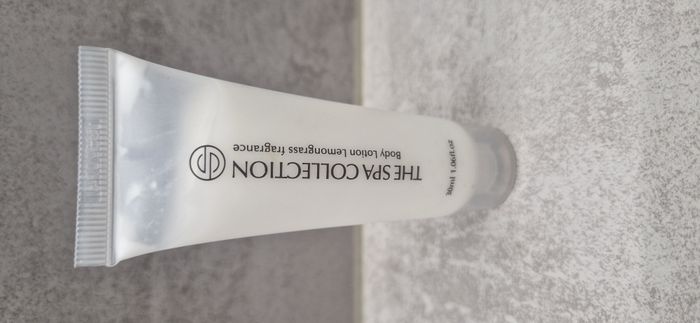 THE SPA COLLECTION
Body Lotion Lemongrass fragrance
30ml 1.06fl.oz